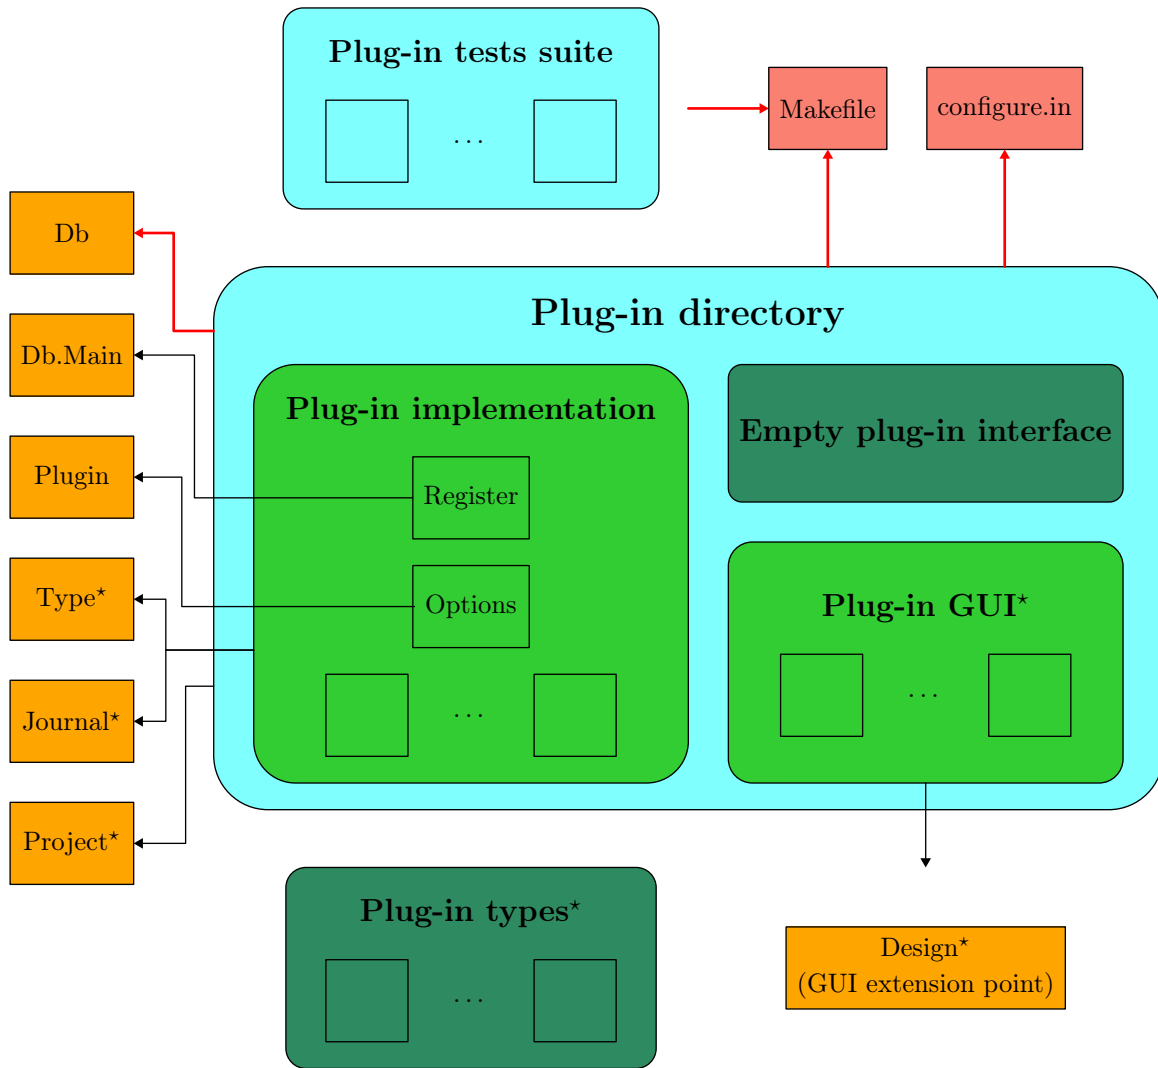 Plug-in tests suite
. . .
Makefile
configure.in
Db
Plug-in directory
Db.Main
Plug-in implementation
Empty plug-in interface
Plugin
Register
Type⋆
Options
Plug-in GUI⋆
. . .
. . .
Journal⋆
Project⋆
Plug-in types⋆
. . .
Design⋆
(GUI extension point)